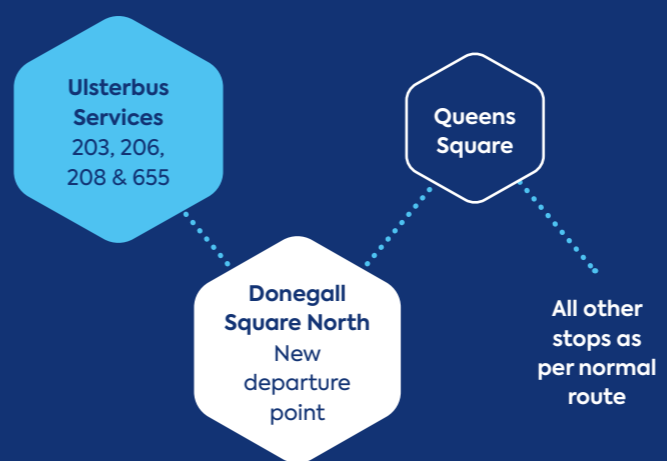 Ulsterbus
Services
203, 206,
208 & 655
Donegall
Square North
New
departure
point
Queens
Square
All other
stops as
per normal
route